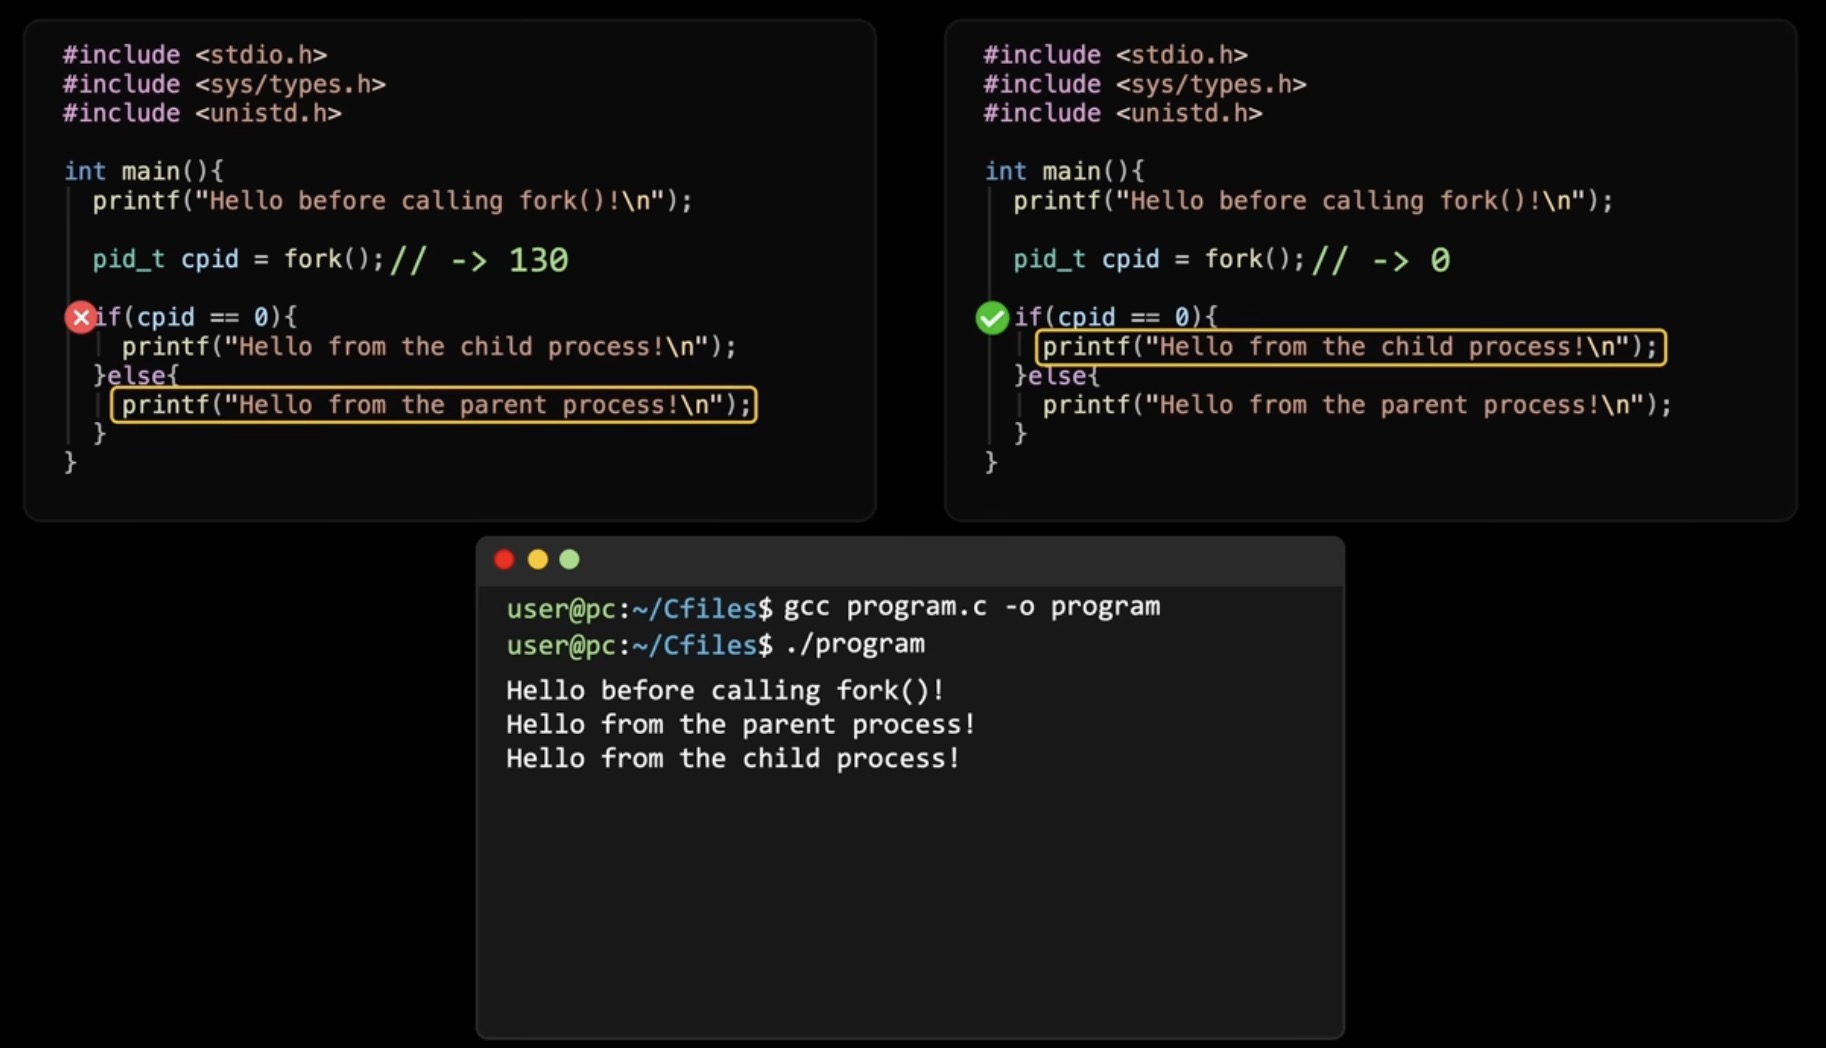 #include <stdio.h>
#include <sys/types.h>
#include <unistd.h>
int main(){
printf("Hello before calling fork()!\n");
pid_t cpid = fork();// -> 130
if(cpid == 0){
printf("Hello from the child process!\n");
}else{
printf("Hello from the parent process!\n");
}
}
#include <stdio.h>
#include <sys/types.h>
#include <unistd.h>
int main(){
printf("Hello before calling fork()!\n");
pid_t cpid = fork();// -> 0
if(cpid == 0){
printf("Hello from the child process!\n");
}else{
printf("Hello from the parent process!\n");
}
}
user@pc:~/Cfiles$ gcc program.c -o program
user@pc:~/Cfiles$ ./program
Hello before calling fork()!
Hello from the parent process!
Hello from the child process!